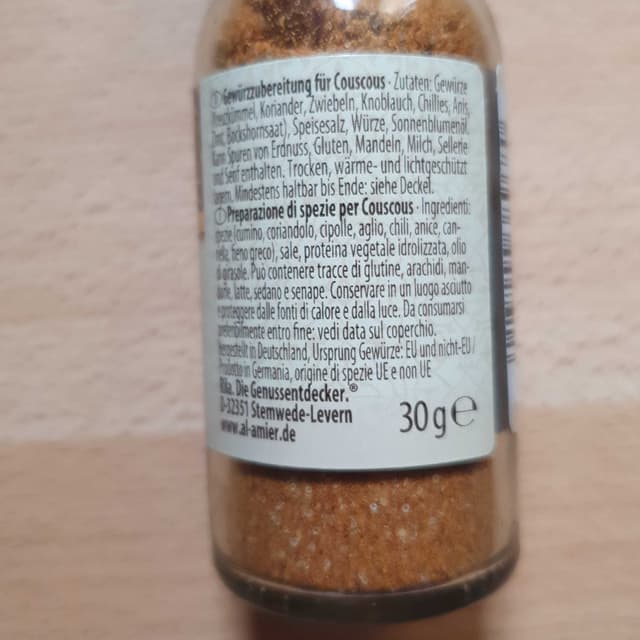 Gewürzzubereitung für Couscous · Zutaten: Gewürze
Koriander, Zwiebeln, Knoblauch, Chillies, Anis,
Bockshornsaat), Speisesalz, Würze, Sonnenblumenöl.
Kann Spuren von Erdnuss, Gluten, Mandeln, Milch, Sellerie
und Senf enthalten. Trocken, wärme- und lichtgeschützt
lagern. Mindestens haltbar bis Ende: siehe Deckel.
Preparazione di spezie per Couscous · Ingredienti:
spezie (cumino, coriandolo, cipolle, aglio, chili, anice, can-
nella, fieno greco), sale, proteina vegetale idrolizzata, olio
di girasole. Può contenere tracce di glutine, arachidi, man-
dorle, latte, sedano e senape. Conservare in un luogo asciutto
e proteggere dalle fonti di calore e dalla luce. Da consumarsi
preferibilmente entro fine: vedi data sul coperchio.
Hergestellt in Deutschland, Ursprung Gewürze: EU und nicht-EU /
Prodotto in Germania, origine di spezie UE e non UE
Rila. Die Genussentdecker.®
D-32351 Stemwede-Levern
www.al-amier.de
30 g ℮